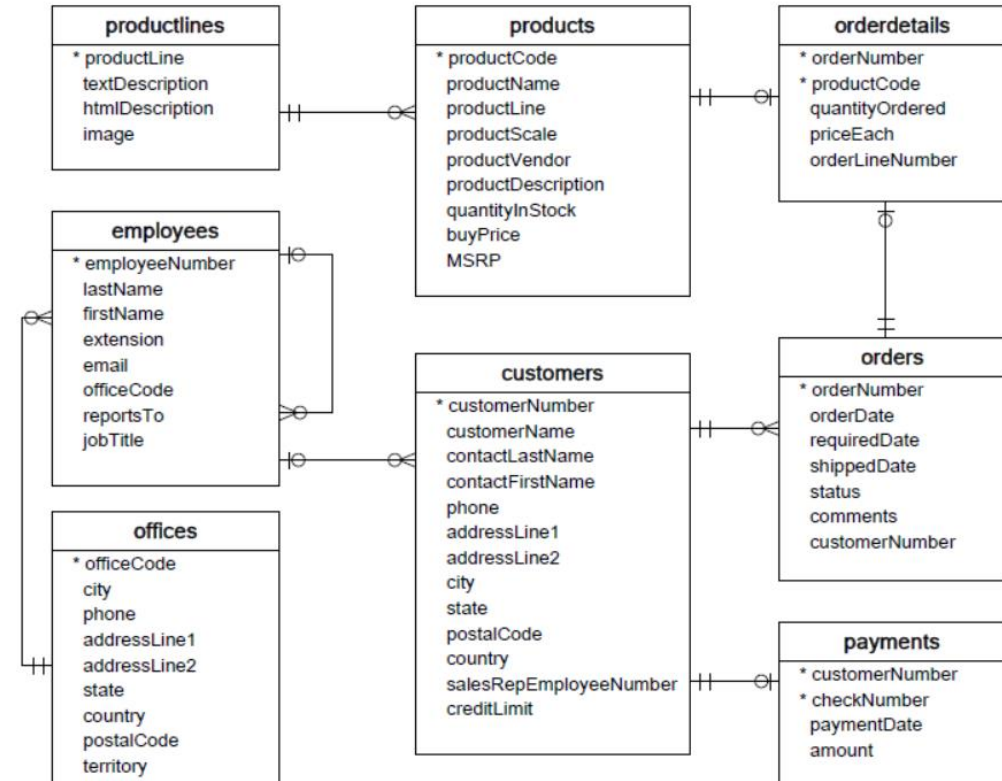 productlines
* productLine
textDescription
htmlDescription
image
products
* productCode
productName
productLine
productScale
productVendor
productDescription
quantityInStock
buyPrice
MSRP
orderdetails
* orderNumber
* productCode
quantityOrdered
priceEach
orderLineNumber
employees
* employeeNumber
lastName
firstName
extension
email
officeCode
reportsTo
jobTitle
customers
* customerNumber
customerName
contactLastName
contactFirstName
phone
addressLine1
addressLine2
city
state
postalCode
country
salesRepEmployeeNumber
creditLimit
orders
* orderNumber
orderDate
requiredDate
shippedDate
status
comments
customerNumber
offices
* officeCode
city
phone
addressLine1
addressLine2
state
country
postalCode
territory
payments
* customerNumber
* checkNumber
paymentDate
amount